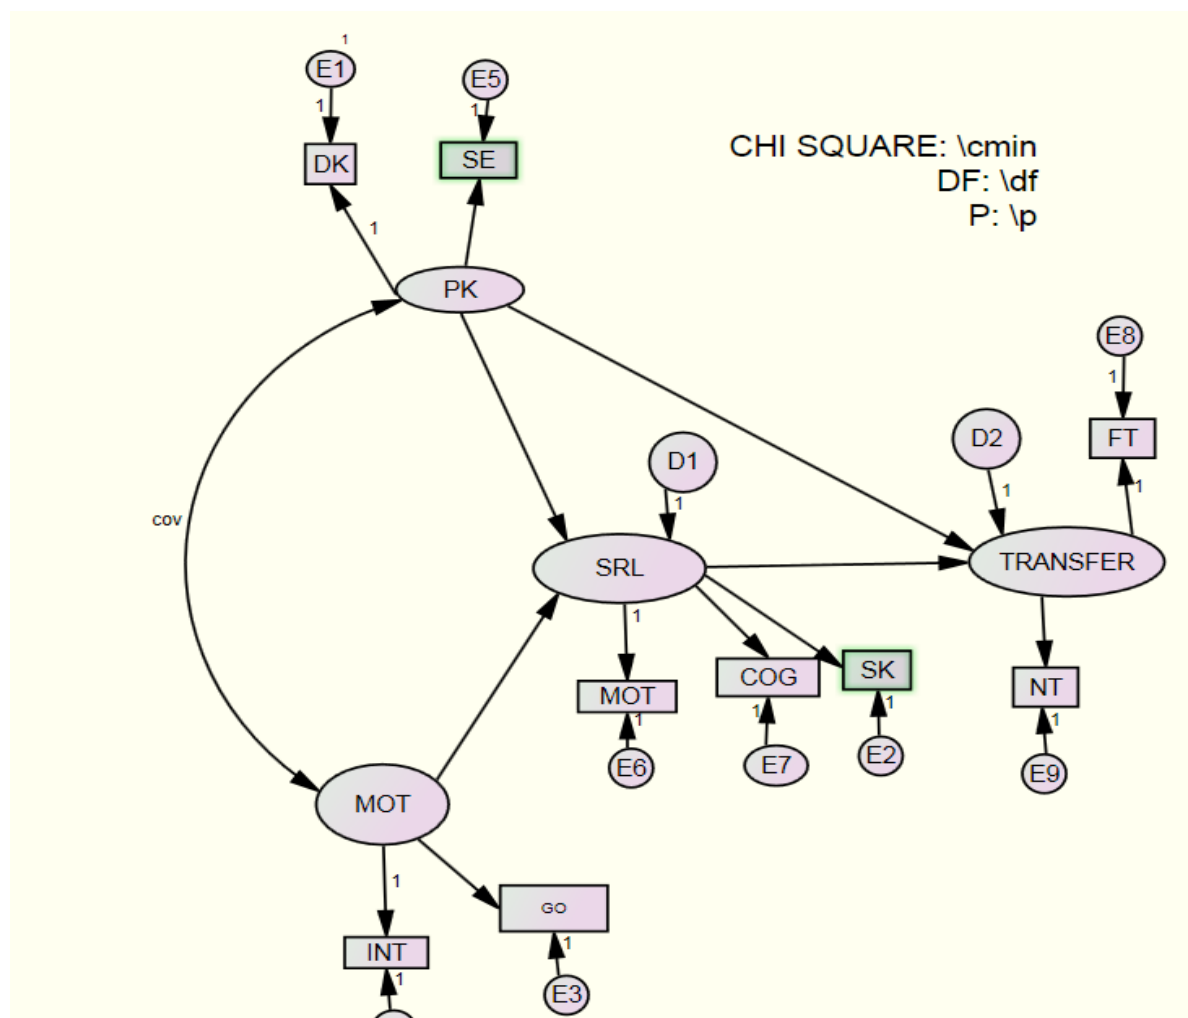 1
E1
E5
1
1
DK
SE
CHI SQUARE: \cmin
DF: \df
P: \p
1
PK
E8
1
D2
FT
D1
1
1
1
cov
SRL
TRANSFER
1
MOT
COG
SK
NT
1
1
1
1
E6
E7
E2
E9
MOT
1
GO
INT
1
1
E3